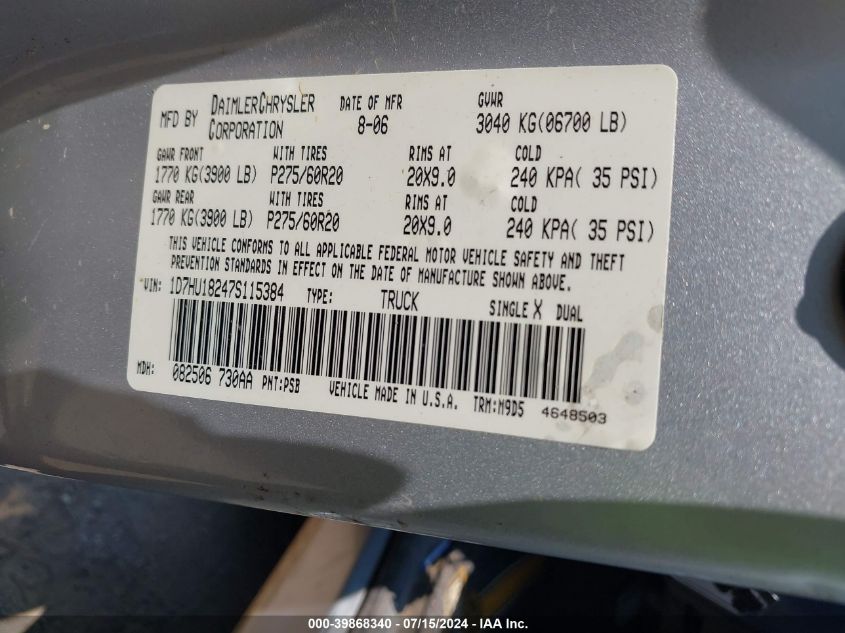 MFD BY DAIMLERCHRYSLER CORPORATION DATE OF MFR 8-06 GVWR 3040 KG(06700 LB)
GAWR FRONT WITH TIRES RIMS AT COLD
1770 KG(3900 LB) P275/60R20 20X9.0 240 KPA( 35 PSI)
GAWR REAR WITH TIRES RIMS AT COLD
1770 KG(3900 LB) P275/60R20 20X9.0 240 KPA( 35 PSI)
THIS VEHICLE CONFORMS TO ALL APPLICABLE FEDERAL MOTOR VEHICLE SAFETY AND THEFT
PREVENTION STANDARDS IN EFFECT ON THE DATE OF MANUFACTURE SHOWN ABOVE.
VIN: 1D7HU18247S115384 TYPE: TRUCK SINGLE X DUAL
MDH: 082506 730AA PNT:PSB VEHICLE MADE IN U.S.A. TRM:M9D5 4648503
000-39868340 - 07/15/2024 - IAA Inc.